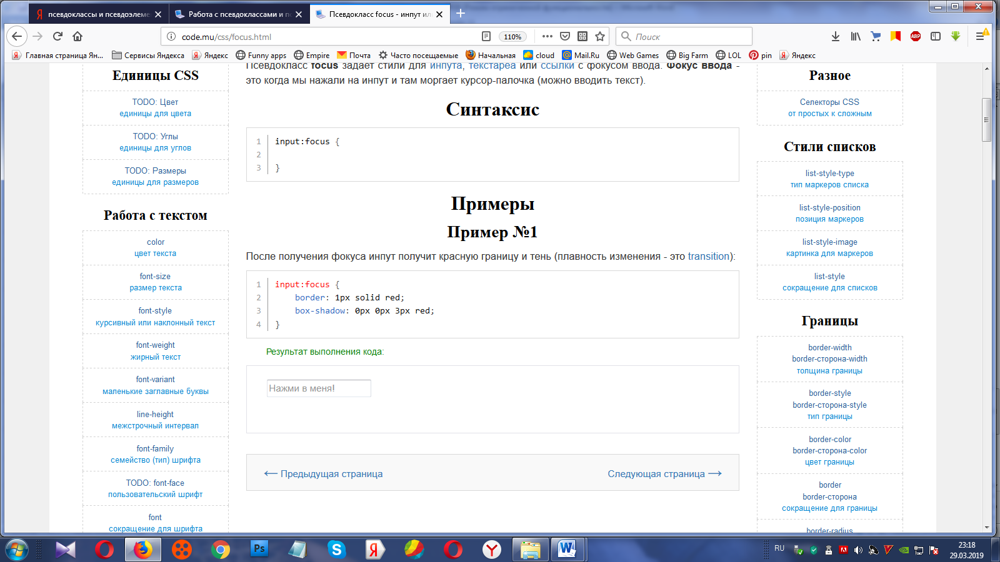 псевдоклассы и псевдоэлеме
Работа с псевдоклассами и п
Псевдокласс focus - инпут ил
code.mu/css/focus.html
110%
Поиск
Главная страница Ян...
Сервисы Яндекса
Яндекс
Funny apps
Empire
Почта
Часто посещаемые
Начальная
cloud
Mail.Ru
Web Games
Big Farm
LOL
pin
Яндекс
Единицы CSS
TODO: Цвет
единицы для цвета
TODO: Углы
единицы для углов
TODO: Размеры
единицы для размеров
Работа с текстом
color
цвет текста
font-size
размер текста
font-style
курсивный или наклонный текст
font-weight
жирный текст
font-variant
маленькие заглавные буквы
line-height
межстрочный интервал
font-family
семейство (тип) шрифта
TODO: font-face
пользовательский шрифт
font
сокращение для шрифта
Псевдокласс focus задает стили для инпута, текстареа или ссылки с фокусом ввода. Фокус ввода -
это когда мы нажали на инпут и там моргает курсор-палочка (можно вводить текст).
Синтаксис
1 input:focus {
2
3 }
Примеры
Пример №1
После получения фокуса инпут получит красную границу и тень (плавность изменения - это transition):
1 input:focus {
2 border: 1px solid red;
3 box-shadow: 0px 0px 3px red;
4 }
Результат выполнения кода:
Нажми в меня!
⟵ Предыдущая страница
Следующая страница ⟶
Разное
Селекторы CSS
от простых к сложным
Стили списков
list-style-type
тип маркеров списка
list-style-position
позиция маркеров
list-style-image
картинка для маркеров
list-style
сокращение для списков
Границы
border-width
border-сторона-width
толщина границы
border-style
border-сторона-style
тип границы
border-color
border-сторона-color
цвет границы
border
border-сторона
сокращение для границы
border-radius
RU
23:18
29.03.2019